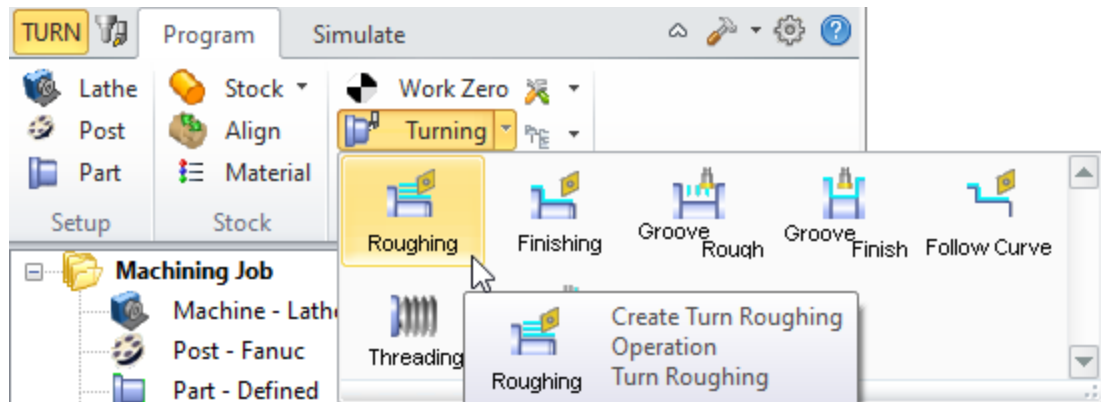 TURN Program Simulate
Lathe Stock Work Zero
Post Align Turning
Part Material
Setup Stock
Roughing Finishing Groove Rough Groove Finish Follow Curve
Machining Job
Machine - Lath
Post - Fanuc
Part - Defined
Threading
Create Turn Roughing
Operation
Roughing Turn Roughing